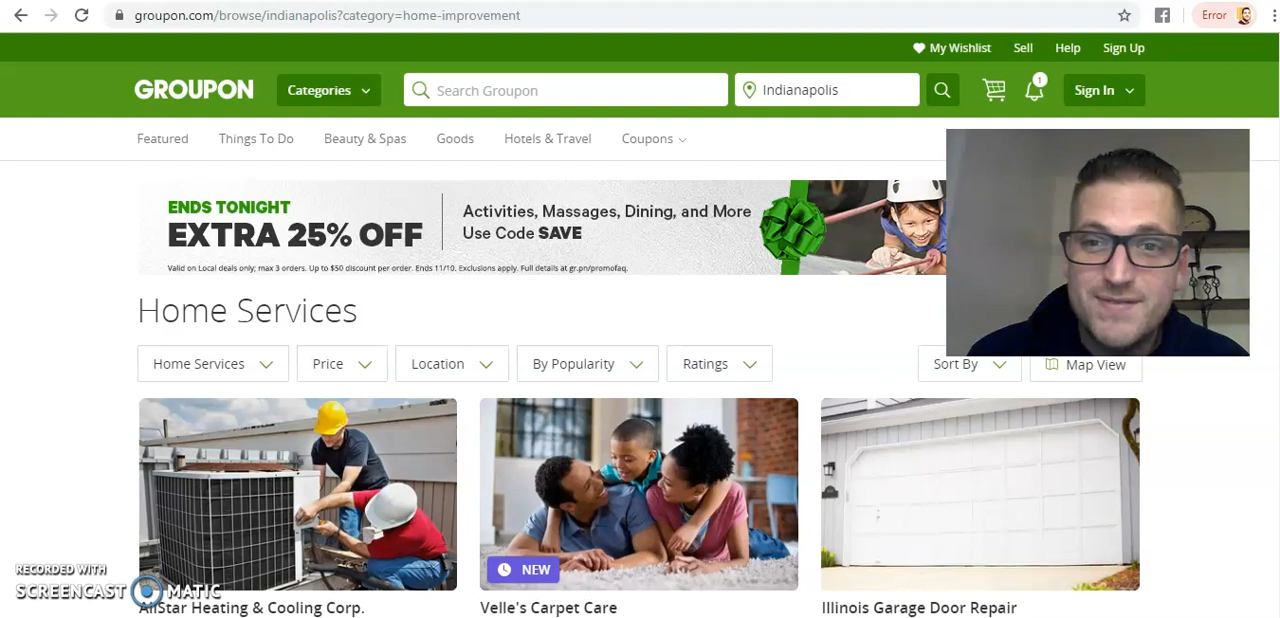 groupon.com/browse/indianapolis?category=home-improvement
Error
My Wishlist Sell Help Sign Up
GROUPON Categories Search Groupon Indianapolis 1 Sign In
Featured Things To Do Beauty & Spas Goods Hotels & Travel Coupons
ENDS TONIGHT
EXTRA 25% OFF
Activities, Massages, Dining, and More
Use Code SAVE
Valid on Local deals only; max 3 orders. Up to $50 discount per order. Ends 11/10. Exclusions apply. Full details at gr.pn/promofaq.
Home Services
Home Services Price Location By Popularity Ratings Sort By Map View
NEW
RECORDED WITH
SCREENCAST MATIC
AllStar Heating & Cooling Corp. Velle's Carpet Care Illinois Garage Door Repair